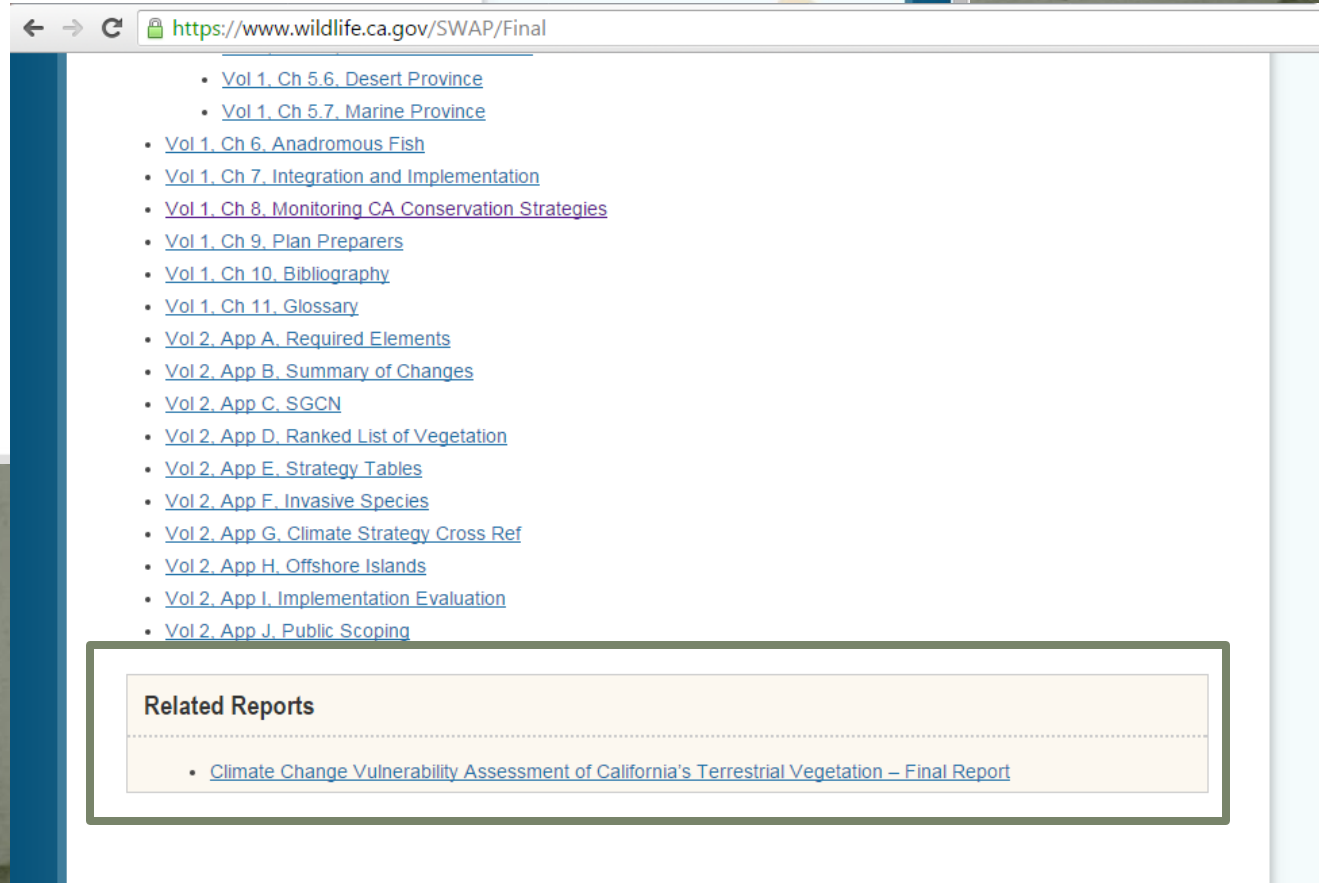 https://www.wildlife.ca.gov/SWAP/Final
Vol 1, Ch 5.6, Desert Province
Vol 1, Ch 5.7, Marine Province
Vol 1, Ch 6, Anadromous Fish
Vol 1, Ch 7, Integration and Implementation
Vol 1, Ch 8, Monitoring CA Conservation Strategies
Vol 1, Ch 9, Plan Preparers
Vol 1, Ch 10, Bibliography
Vol 1, Ch 11, Glossary
Vol 2, App A, Required Elements
Vol 2, App B, Summary of Changes
Vol 2, App C, SGCN
Vol 2, App D, Ranked List of Vegetation
Vol 2, App E, Strategy Tables
Vol 2, App F, Invasive Species
Vol 2, App G, Climate Strategy Cross Ref
Vol 2, App H, Offshore Islands
Vol 2, App I, Implementation Evaluation
Vol 2, App J, Public Scoping
Related Reports
Climate Change Vulnerability Assessment of California's Terrestrial Vegetation – Final Report